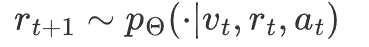 r_{t+1} ∼ p_Θ(·|v_t, r_t, a_t)